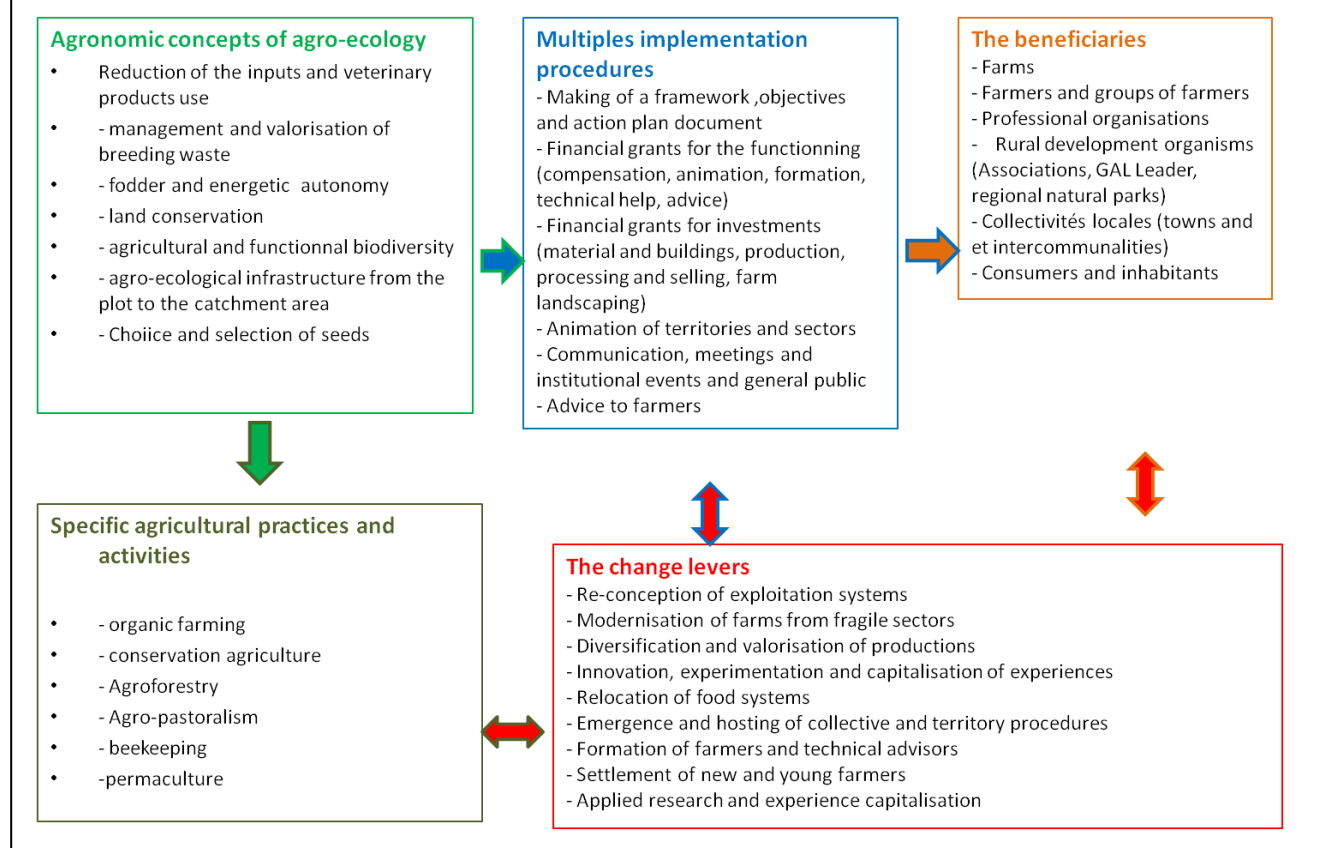 Agronomic concepts of agro-ecology
• Reduction of the inputs and veterinary
products use
• - management and valorisation of
breeding waste
• - fodder and energetic autonomy
• - land conservation
• - agricultural and functionnal biodiversity
• - agro-ecological infrastructure from the
plot to the catchment area
• - Choiice and selection of seeds
Multiples implementation
procedures
- Making of a framework ,objectives
and action plan document
- Financial grants for the functionning
(compensation, animation, formation,
technical help, advice)
- Financial grants for investments
(material and buildings, production,
processing and selling, farm
landscaping)
- Animation of territories and sectors
- Communication, meetings and
institutional events and general public
- Advice to farmers
The beneficiaries
- Farms
- Farmers and groups of farmers
- Professional organisations
- Rural development organisms
(Associations, GAL Leader,
regional natural parks)
- Collectivités locales (towns and
et intercommunalities)
- Consumers and inhabitants
Specific agricultural practices and
activities
• - organic farming
• - conservation agriculture
• - Agroforestry
• - Agro-pastoralism
• - beekeeping
• -permaculture
The change levers
- Re-conception of exploitation systems
- Modernisation of farms from fragile sectors
- Diversification and valorisation of productions
- Innovation, experimentation and capitalisation of experiences
- Relocation of food systems
- Emergence and hosting of collective and territory procedures
- Formation of farmers and technical advisors
- Settlement of new and young farmers
- Applied research and experience capitalisation